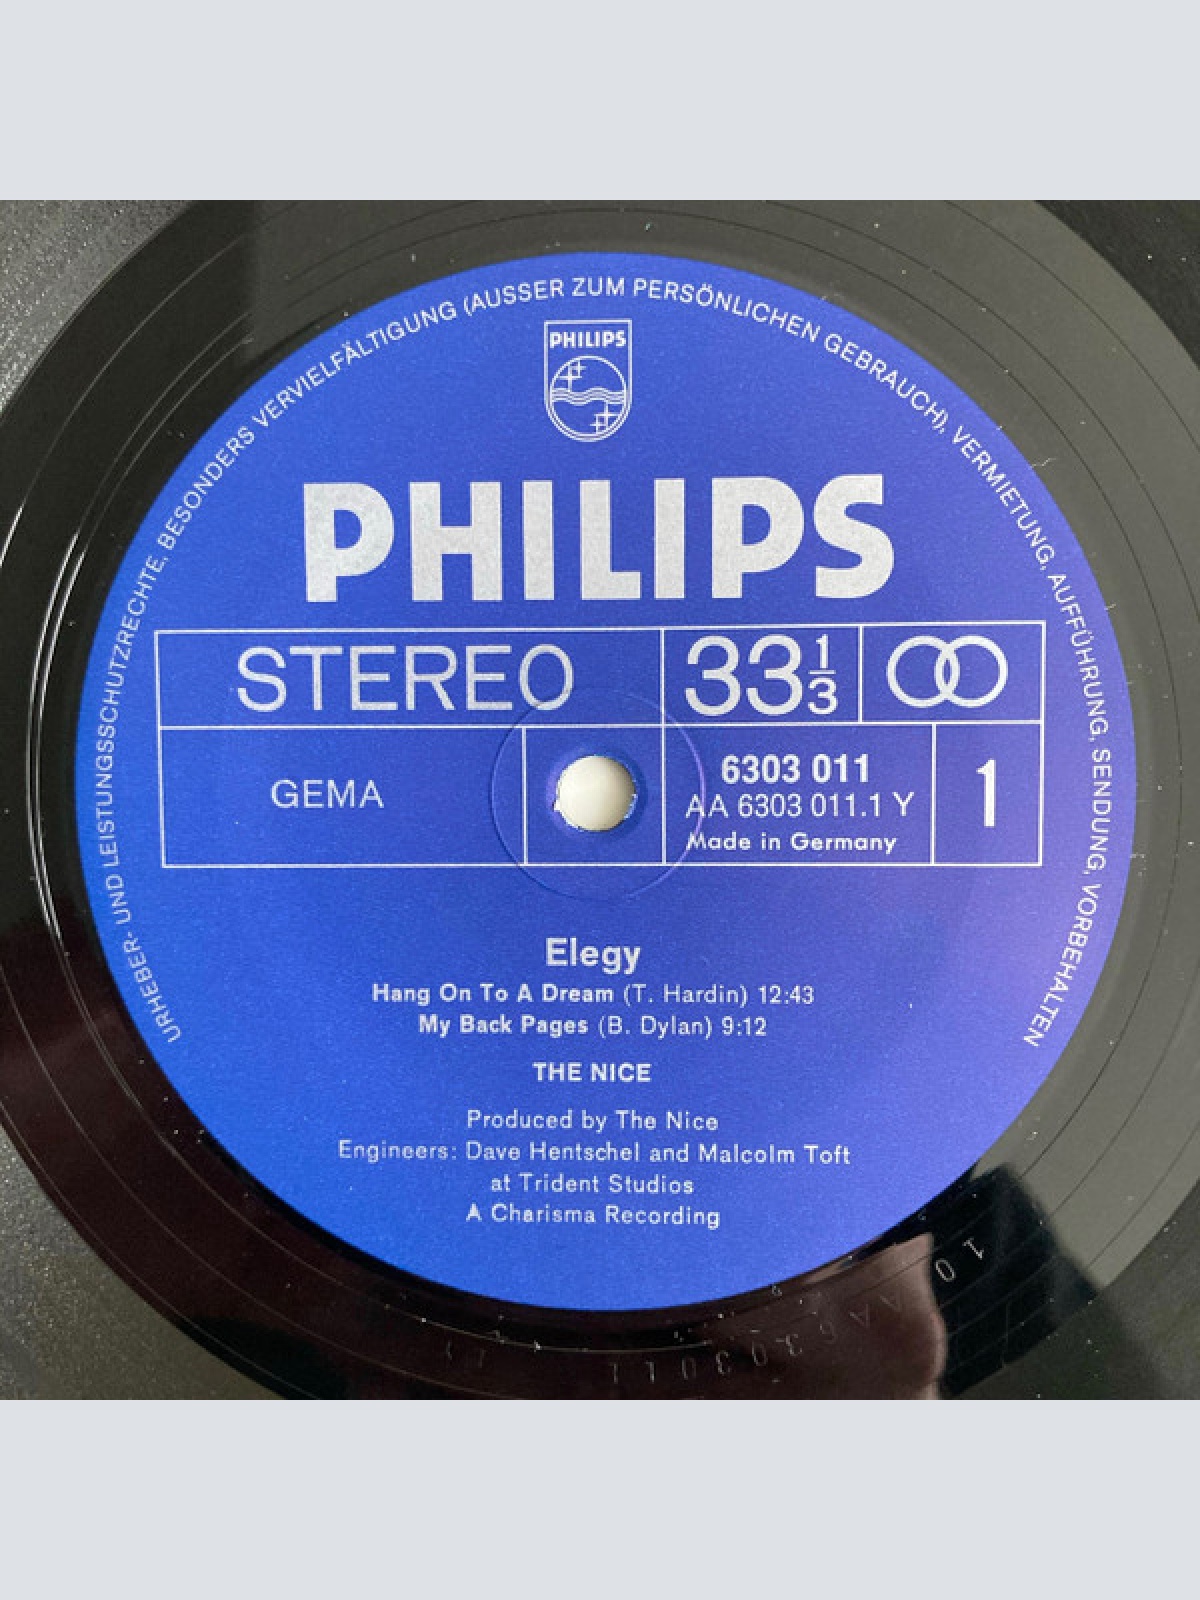 URHEBER- UND LEISTUNGSSCHUTZRECHTE, BESONDERS VERVIELFÄLTIGUNG (AUSSER ZUM PERSÖNLICHEN GEBRAUCH), VERMIETUNG, AUFFÜHRUNG, SENDUNG, VORBEHALTEN
PHILIPS
PHILIPS
STEREO 33 1/3
GEMA
6303 011
AA 6303 011.1 Y
Made in Germany
1
Elegy
Hang On To A Dream (T. Hardin) 12:43
My Back Pages (B. Dylan) 9:12
THE NICE
Produced by The Nice
Engineers: Dave Hentschel and Malcolm Toft
at Trident Studios
A Charisma Recording